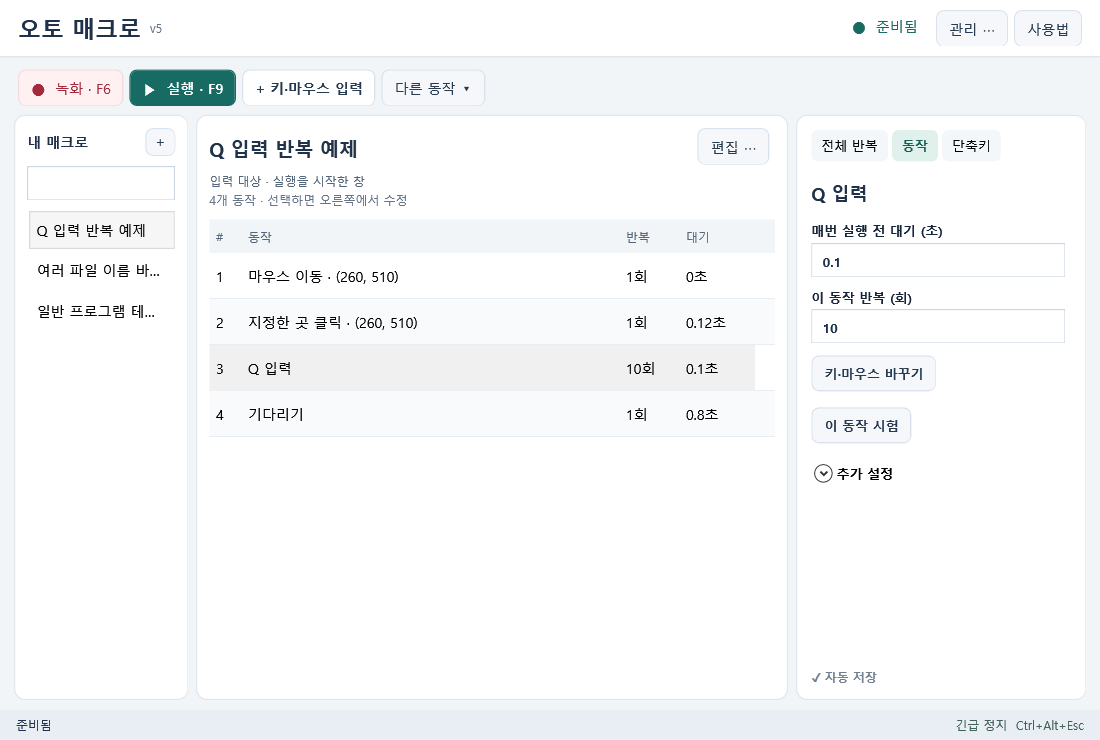 오토 매크로 v5
준비됨
관리 ···
사용법
녹화 · F6
실행 · F9
+ 키·마우스 입력
다른 동작 ▾
내 매크로
+
Q 입력 반복 예제
여러 파일 이름 바...
일반 프로그램 테...
Q 입력 반복 예제
편집 ···
입력 대상 · 실행을 시작한 창
4개 동작 · 선택하면 오른쪽에서 수정
# 동작 반복 대기
1 마우스 이동 · (260, 510) 1회 0초
2 지정한 곳 클릭 · (260, 510) 1회 0.12초
3 Q 입력 10회 0.1초
4 기다리기 1회 0.8초
전체 반복 동작 단축키
Q 입력
매번 실행 전 대기 (초)
0.1
이 동작 반복 (회)
10
키·마우스 바꾸기
이 동작 시험
추가 설정
✓ 자동 저장
준비됨
긴급 정지 Ctrl+Alt+Esc